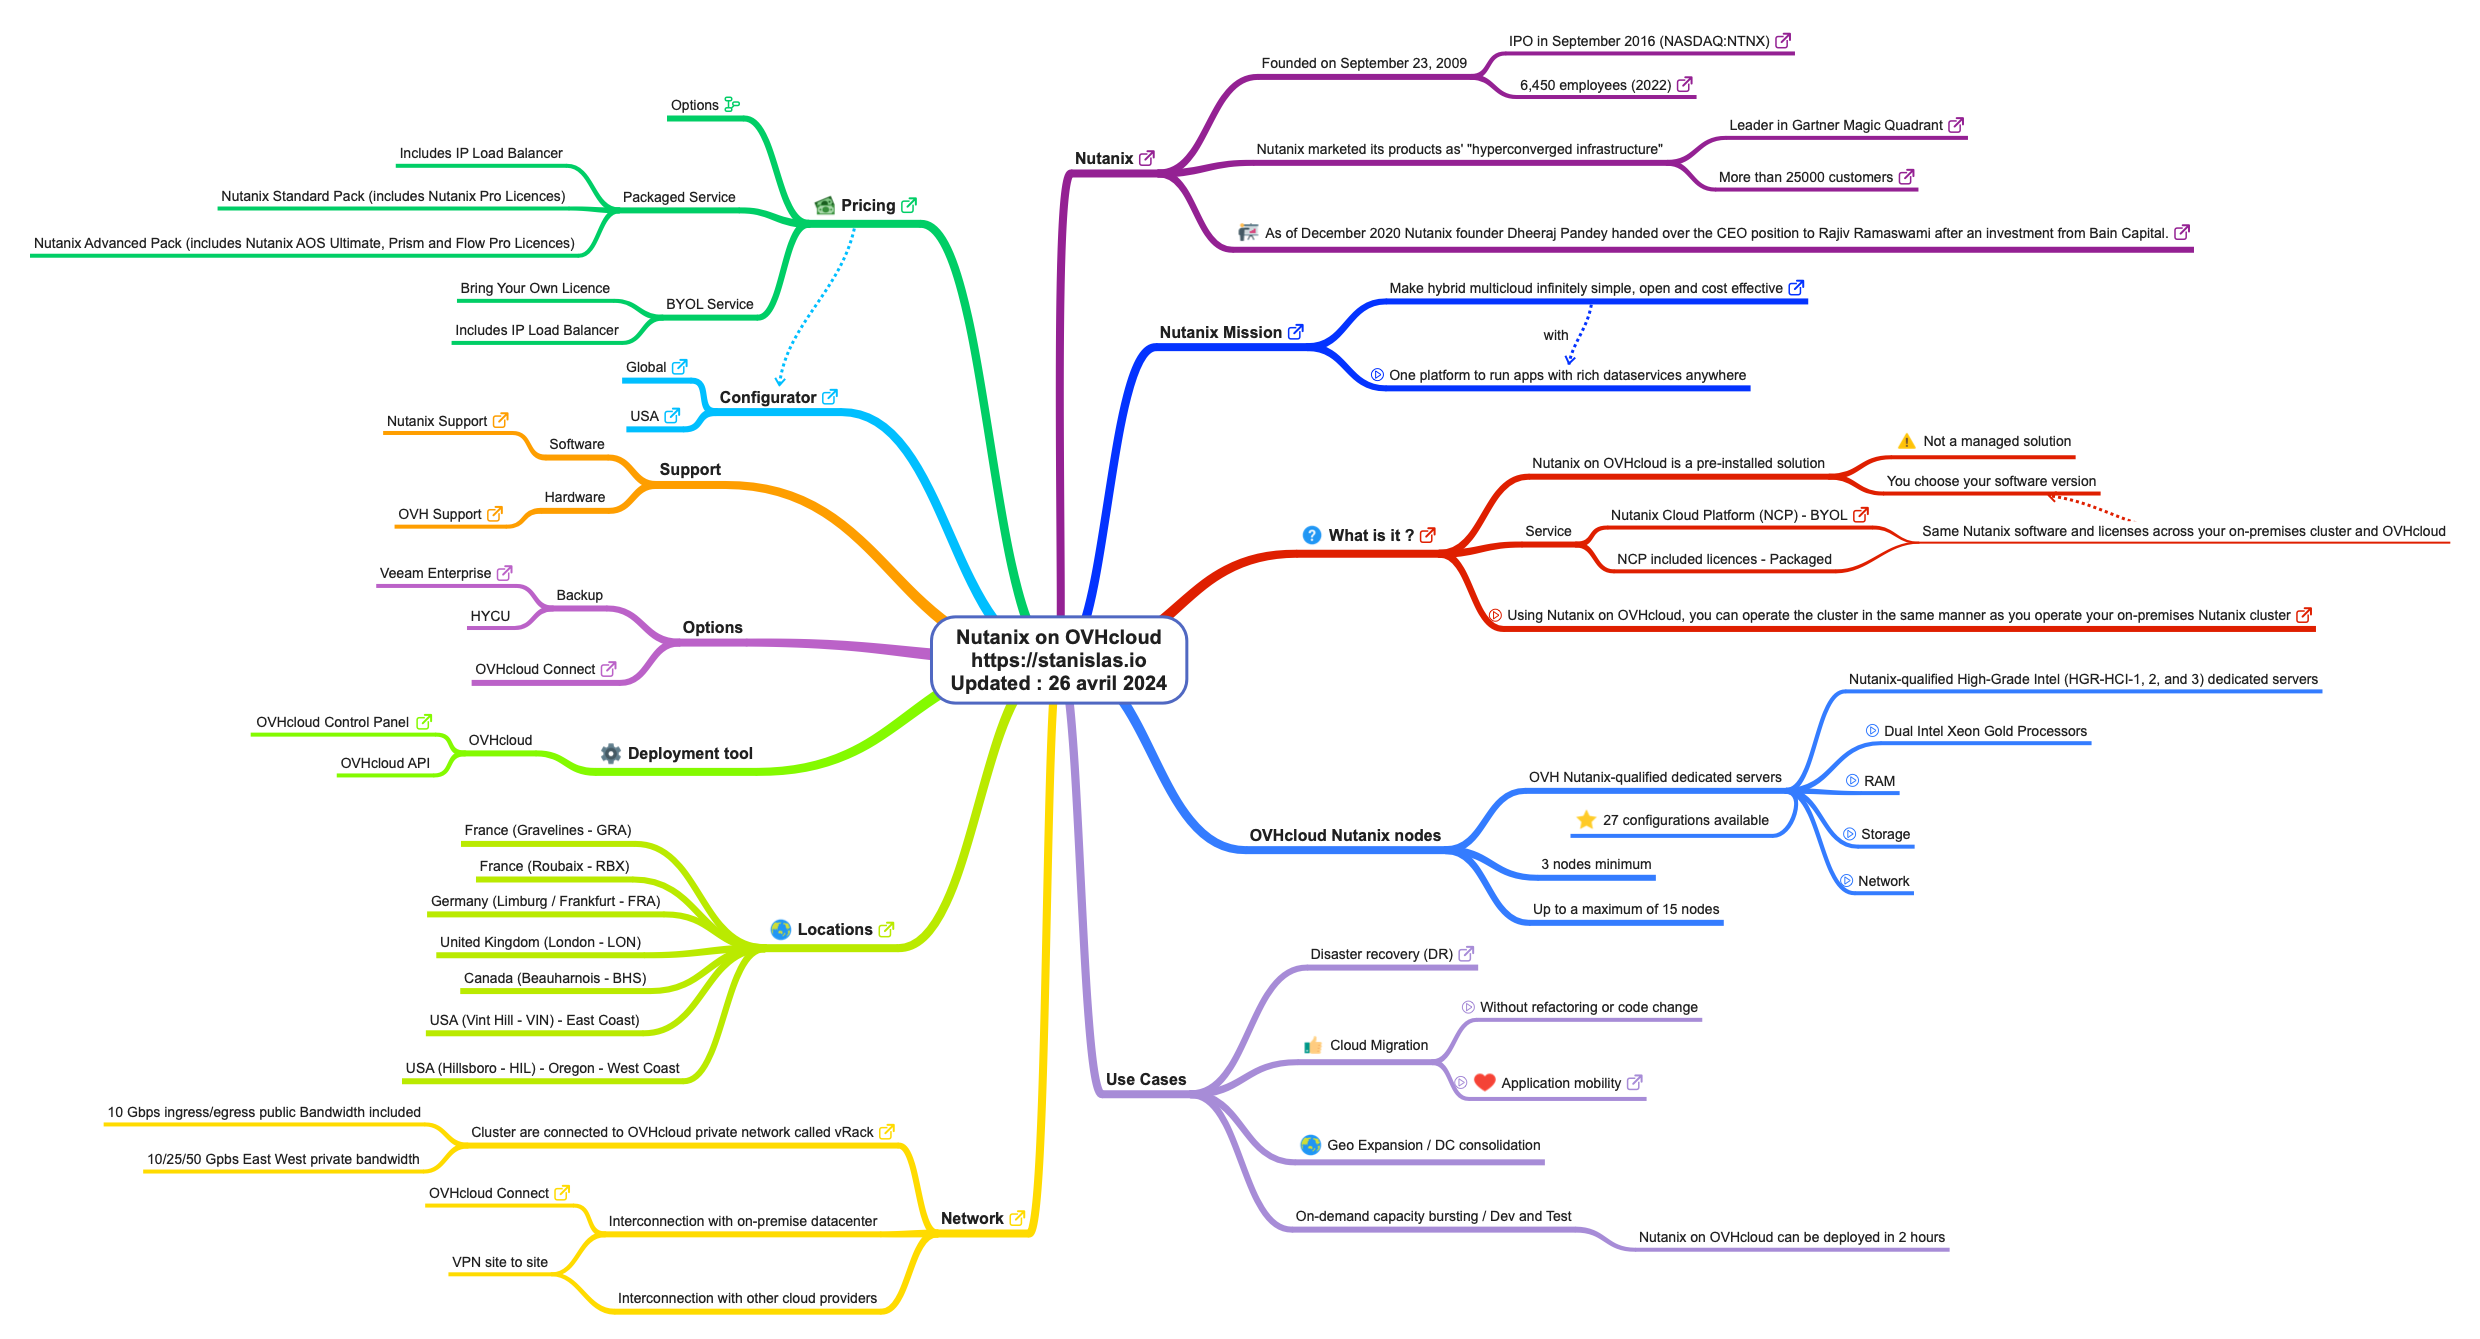 Nutanix on OVHcloud
https://stanislas.io
Updated : 26 avril 2024
Nutanix
Founded on September 23, 2009
IPO in September 2016 (NASDAQ:NTNX)
6,450 employees (2022)
Nutanix marketed its products as' "hyperconverged infrastructure"
Leader in Gartner Magic Quadrant
More than 25000 customers
As of December 2020 Nutanix founder Dheeraj Pandey handed over the CEO position to Rajiv Ramaswami after an investment from Bain Capital.
Nutanix Mission
Make hybrid multicloud infinitely simple, open and cost effective
with
One platform to run apps with rich dataservices anywhere
What is it ?
Nutanix on OVHcloud is a pre-installed solution
Not a managed solution
You choose your software version
Service
Nutanix Cloud Platform (NCP) - BYOL
NCP included licences - Packaged
Same Nutanix software and licenses across your on-premises cluster and OVHcloud
Using Nutanix on OVHcloud, you can operate the cluster in the same manner as you operate your on-premises Nutanix cluster
OVHcloud Nutanix nodes
OVH Nutanix-qualified dedicated servers
27 configurations available
Nutanix-qualified High-Grade Intel (HGR-HCI-1, 2, and 3) dedicated servers
Dual Intel Xeon Gold Processors
RAM
Storage
Network
3 nodes minimum
Up to a maximum of 15 nodes
Use Cases
Disaster recovery (DR)
Cloud Migration
Without refactoring or code change
Application mobility
Geo Expansion / DC consolidation
On-demand capacity bursting / Dev and Test
Nutanix on OVHcloud can be deployed in 2 hours
Pricing
Options
Packaged Service
Includes IP Load Balancer
Nutanix Standard Pack (includes Nutanix Pro Licences)
Nutanix Advanced Pack (includes Nutanix AOS Ultimate, Prism and Flow Pro Licences)
BYOL Service
Bring Your Own Licence
Includes IP Load Balancer
Configurator
Global
USA
Support
Software
Nutanix Support
Hardware
OVH Support
Options
Backup
Veeam Enterprise
HYCU
OVHcloud Connect
Deployment tool
OVHcloud
OVHcloud Control Panel
OVHcloud API
Locations
France (Gravelines - GRA)
France (Roubaix - RBX)
Germany (Limburg / Frankfurt - FRA)
United Kingdom (London - LON)
Canada (Beauharnois - BHS)
USA (Vint Hill - VIN) - East Coast)
USA (Hillsboro - HIL) - Oregon - West Coast
Network
Cluster are connected to OVHcloud private network called vRack
10 Gbps ingress/egress public Bandwidth included
10/25/50 Gpbs East West private bandwidth
Interconnection with on-premise datacenter
OVHcloud Connect
VPN site to site
Interconnection with other cloud providers